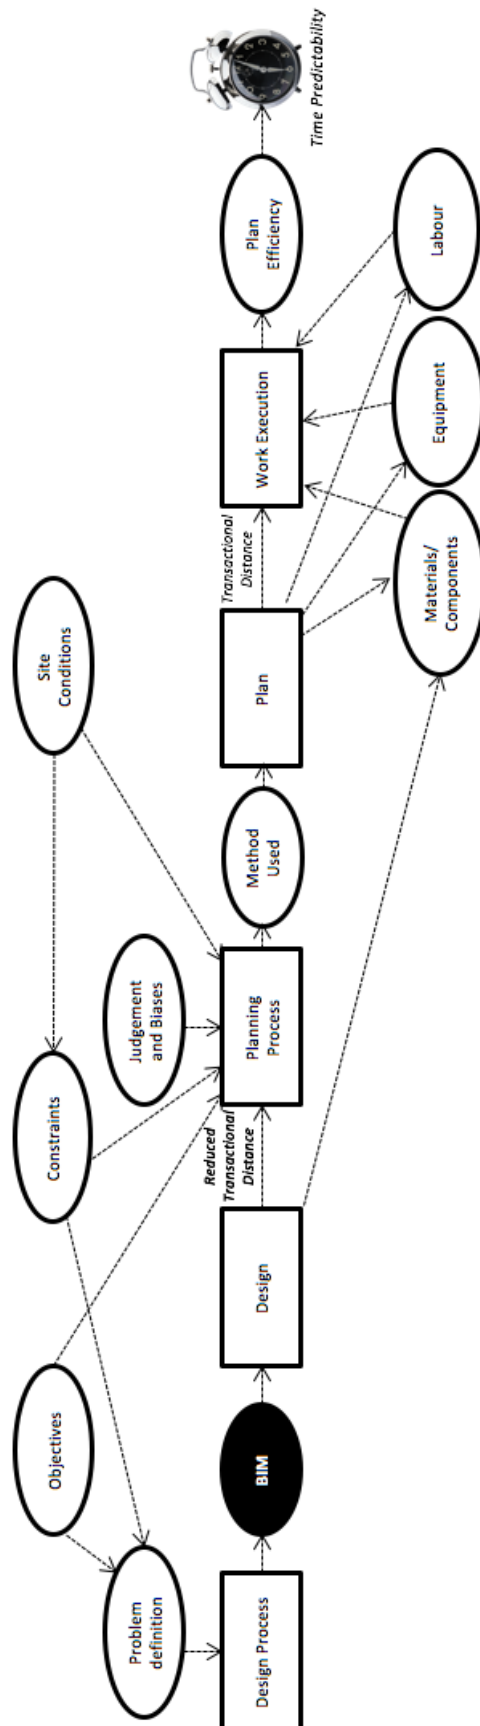 Objectives
Constraints
Site
Conditions
Problem
definition
Judgement
and Biases
Design Process
BIM
Design
Reduced
Transactional
Distance
Planning
Process
Method
Used
Plan
Transactional
Distance
Work Execution
Plan
Efficiency
Time Predictability
Materials/
Components
Equipment
Labour